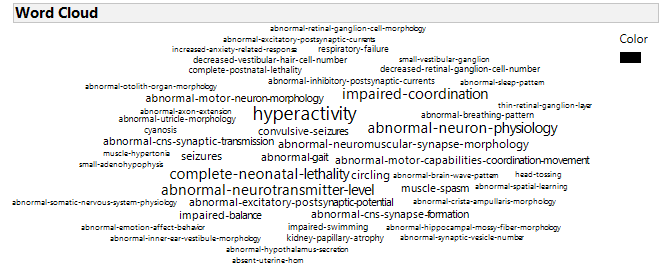 Word Cloud
abnormal-retinal-ganglion-cell-morphology
Color
abnormal-excitatory-postsynaptic-currents
increased-anxiety-related-response respiratory-failure
decreased-vestibular-hair-cell-number small-vestibular-ganglion
complete-postnatal-lethality decreased-retinal-ganglion-cell-number
abnormal-otolith-organ-morphology abnormal-inhibitory-postsynaptic-currents abnormal-sleep-pattern
abnormal-motor-neuron-morphology impaired-coordination
abnormal-axon-extension hyperactivity thin-retinal-ganglion-layer
abnormal-utricle-morphology abnormal-breathing-pattern
cyanosis convulsive-seizures abnormal-neuron-physiology
abnormal-cns-synaptic-transmission abnormal-neuromuscular-synapse-morphology
muscle-hypertonia seizures abnormal-gait abnormal-motor-capabilities-coordination-movement
small-adenohypophysis
complete-neonatal-lethality circling abnormal-brain-wave-pattern head-tossing
abnormal-neurotransmitter-level muscle-spasm abnormal-spatial-learning
abnormal-somatic-nervous-system-physiology abnormal-excitatory-postsynaptic-potential abnormal-crista-ampullaris-morphology
impaired-balance abnormal-cns-synapse-formation
abnormal-emotion-affect-behavior impaired-swimming abnormal-hippocampal-mossy-fiber-morphology
abnormal-inner-ear-vestibule-morphology kidney-papillary-atrophy abnormal-synaptic-vesicle-number
abnormal-hypothalamus-secretion
absent-uterine-horn